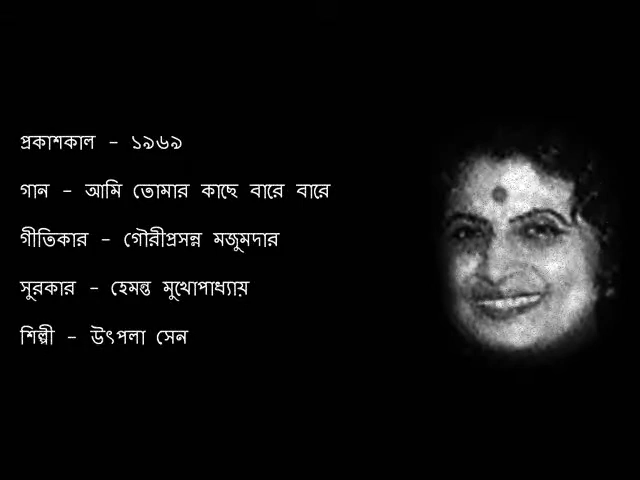 প্রকাশকাল - ১৯৬৯
গান - আমি তোমার কাছে বারে বারে
গীতিকার - গৌরীপ্রসন্ন মজুমদার
সুরকার - হেমন্ত মুখোপাধ্যায়
শিল্পী - উৎপলা সেন